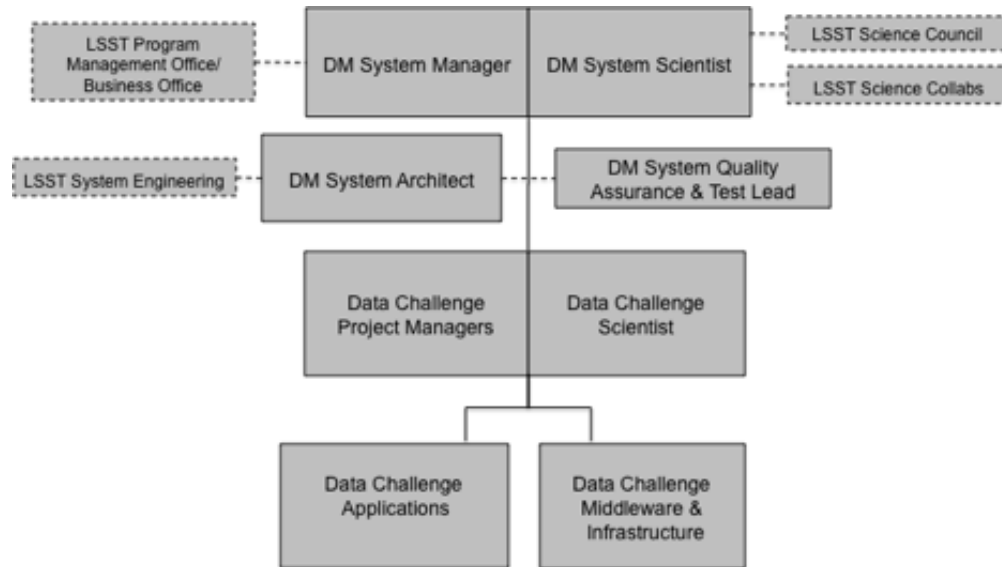 LSST Program
Management Office/
Business Office
DM System Manager
DM System Scientist
LSST Science Council
LSST Science Collabs
LSST System Engineering
DM System Architect
DM System Quality
Assurance & Test Lead
Data Challenge
Project Managers
Data Challenge
Scientist
Data Challenge
Applications
Data Challenge
Middleware &
Infrastructure